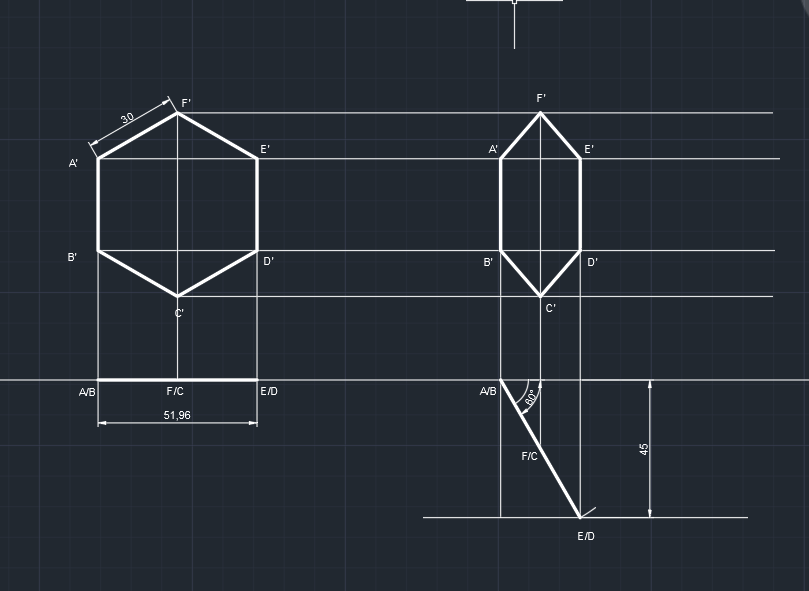 30
F'
F'
A'
E'
A'
E'
B'
D'
B'
D'
C'
C'
A/B
F/C
E/D
A/B
60°
51,96
F/C
45
E/D